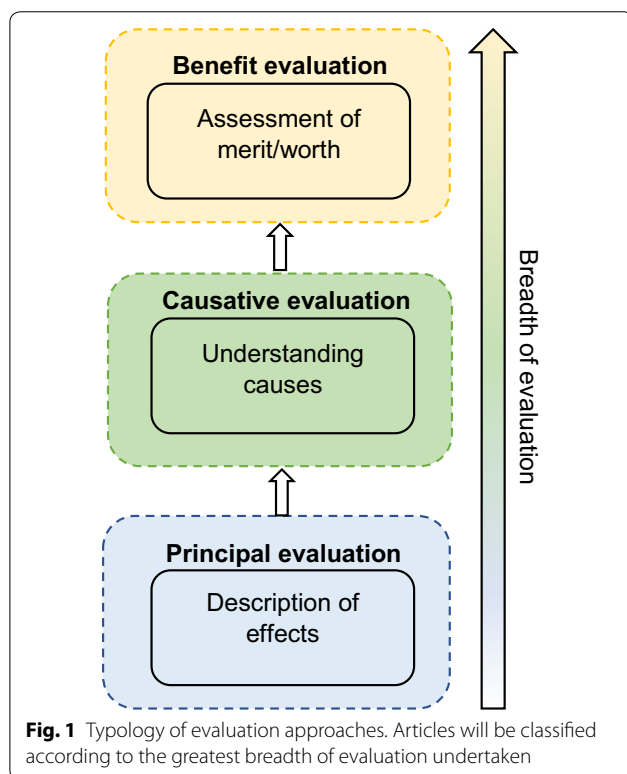 Benefit evaluation
Assessment of
merit/worth
Causative evaluation
Understanding
causes
Principal evaluation
Description of
effects
Breadth of evaluation
Fig. 1 Typology of evaluation approaches. Articles will be classified
according to the greatest breadth of evaluation undertaken